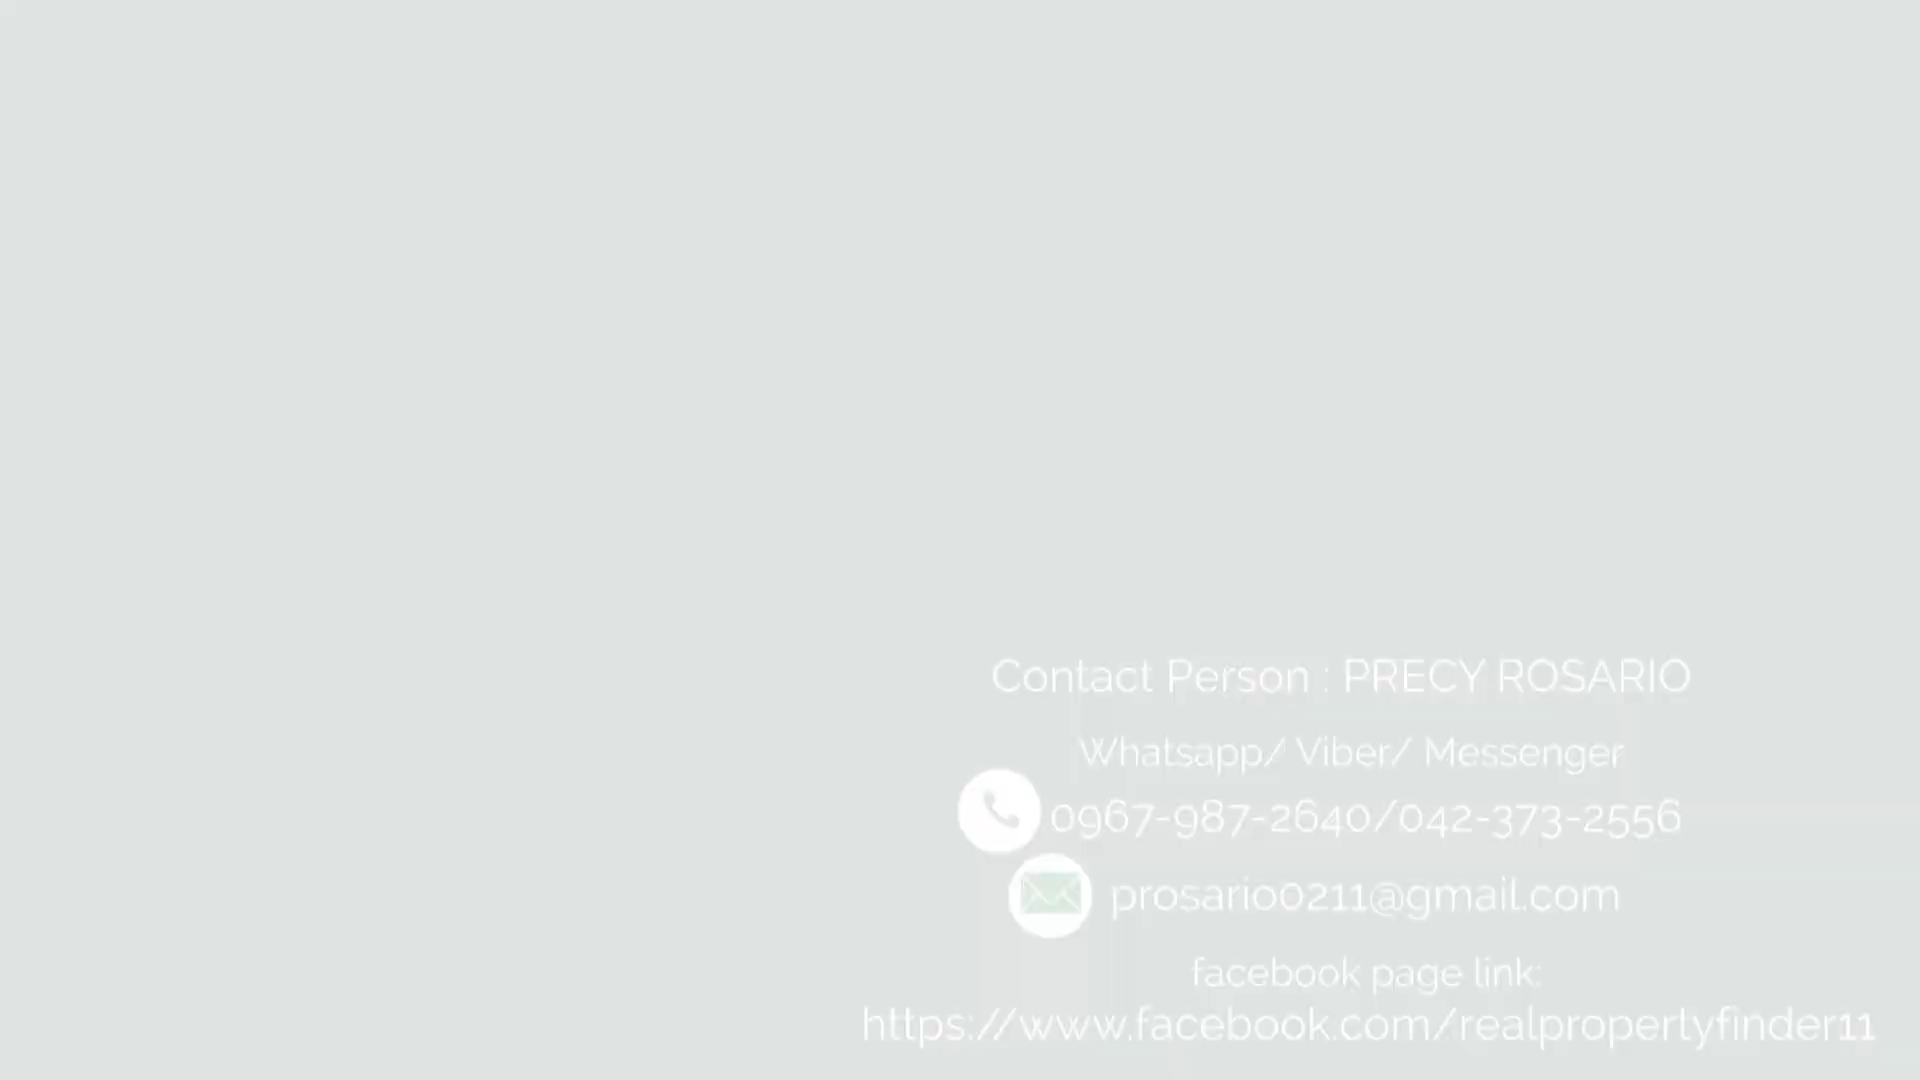 Contact Person : PRECY ROSARIO
Whatsapp/ Viber/ Messenger
0967-987-2640/042-373-2556
prosario0211@gmail.com
facebook page link:
https://www.facebook.com/realpropertyfinder11